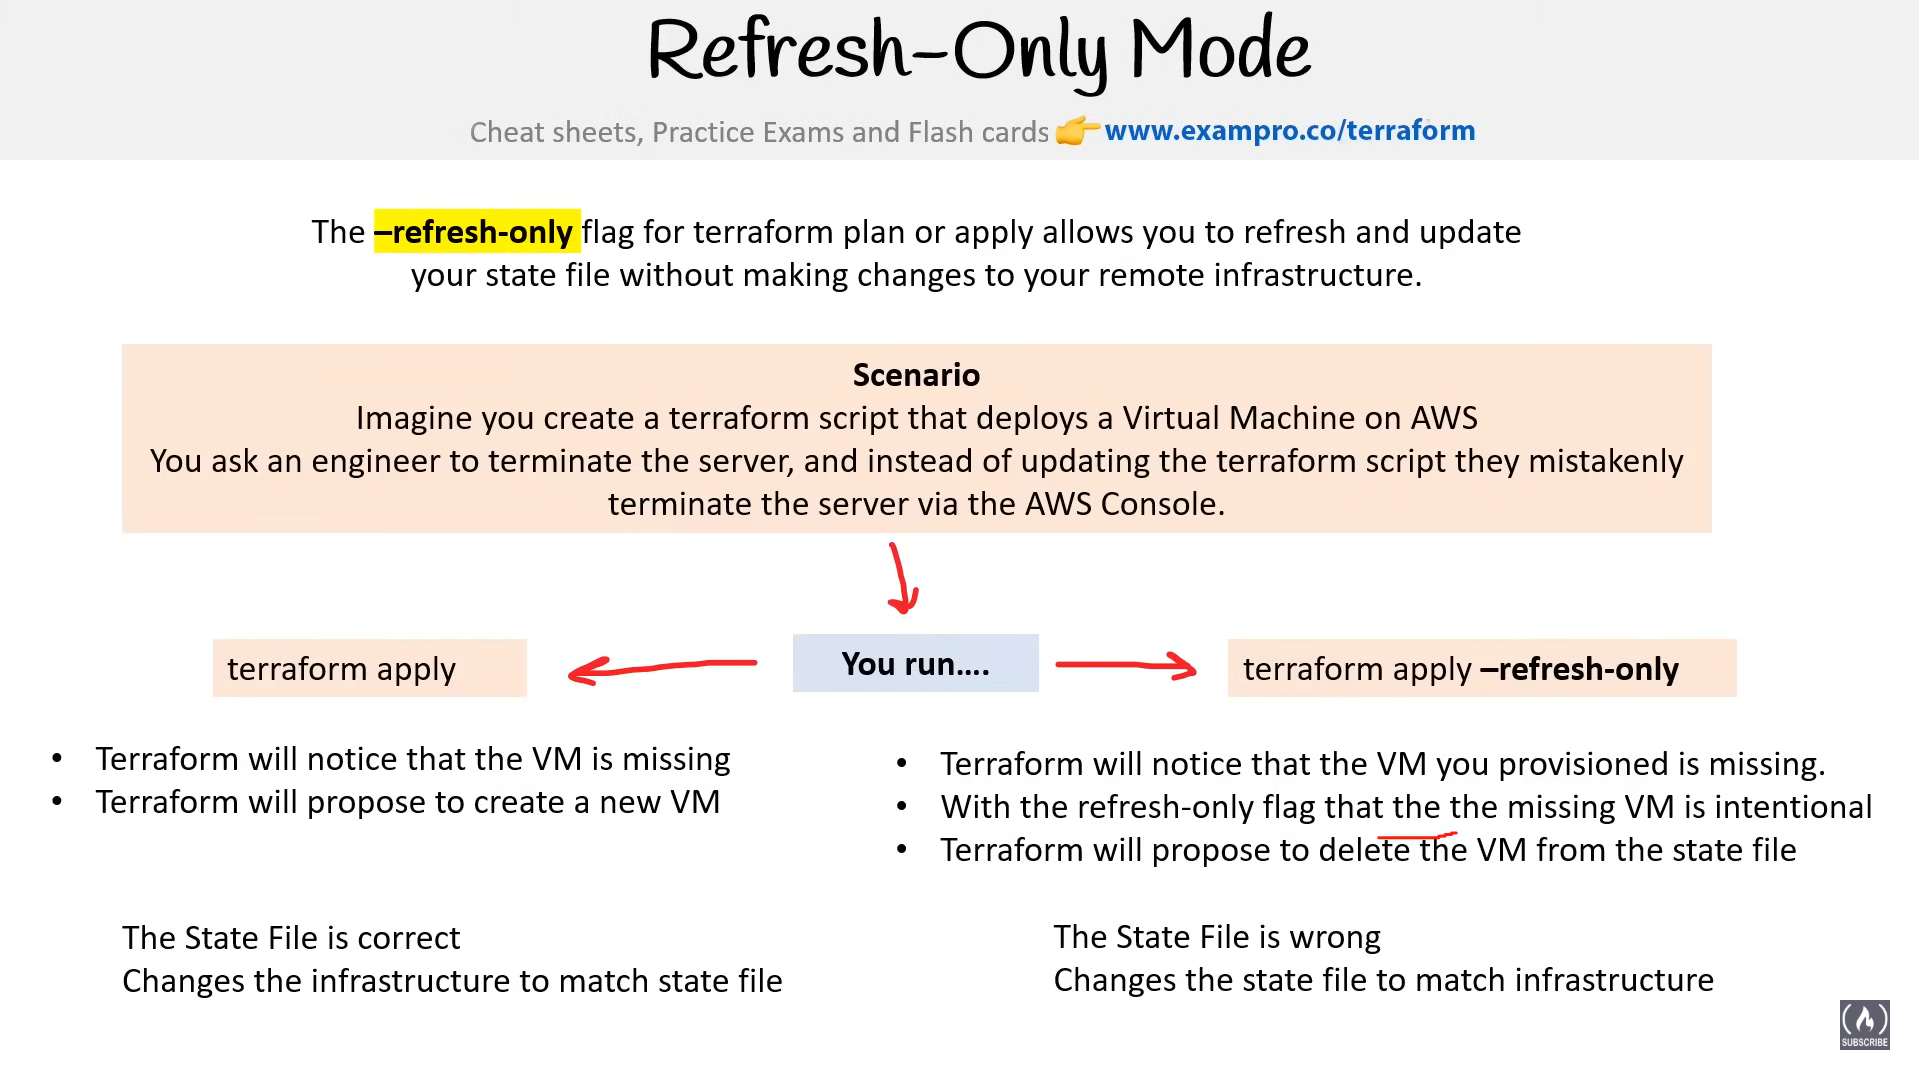 Refresh-Only Mode
Cheat sheets, Practice Exams and Flash cards www.exampro.co/terraform
The –refresh-only flag for terraform plan or apply allows you to refresh and update
your state file without making changes to your remote infrastructure.
Scenario
Imagine you create a terraform script that deploys a Virtual Machine on AWS
You ask an engineer to terminate the server, and instead of updating the terraform script they mistakenly
terminate the server via the AWS Console.
You run....
terraform apply
• Terraform will notice that the VM is missing
• Terraform will propose to create a new VM
The State File is correct
Changes the infrastructure to match state file
terraform apply –refresh-only
• Terraform will notice that the VM you provisioned is missing.
• With the refresh-only flag that the the missing VM is intentional
• Terraform will propose to delete the VM from the state file
The State File is wrong
Changes the state file to match infrastructure
SUBSCRIBE